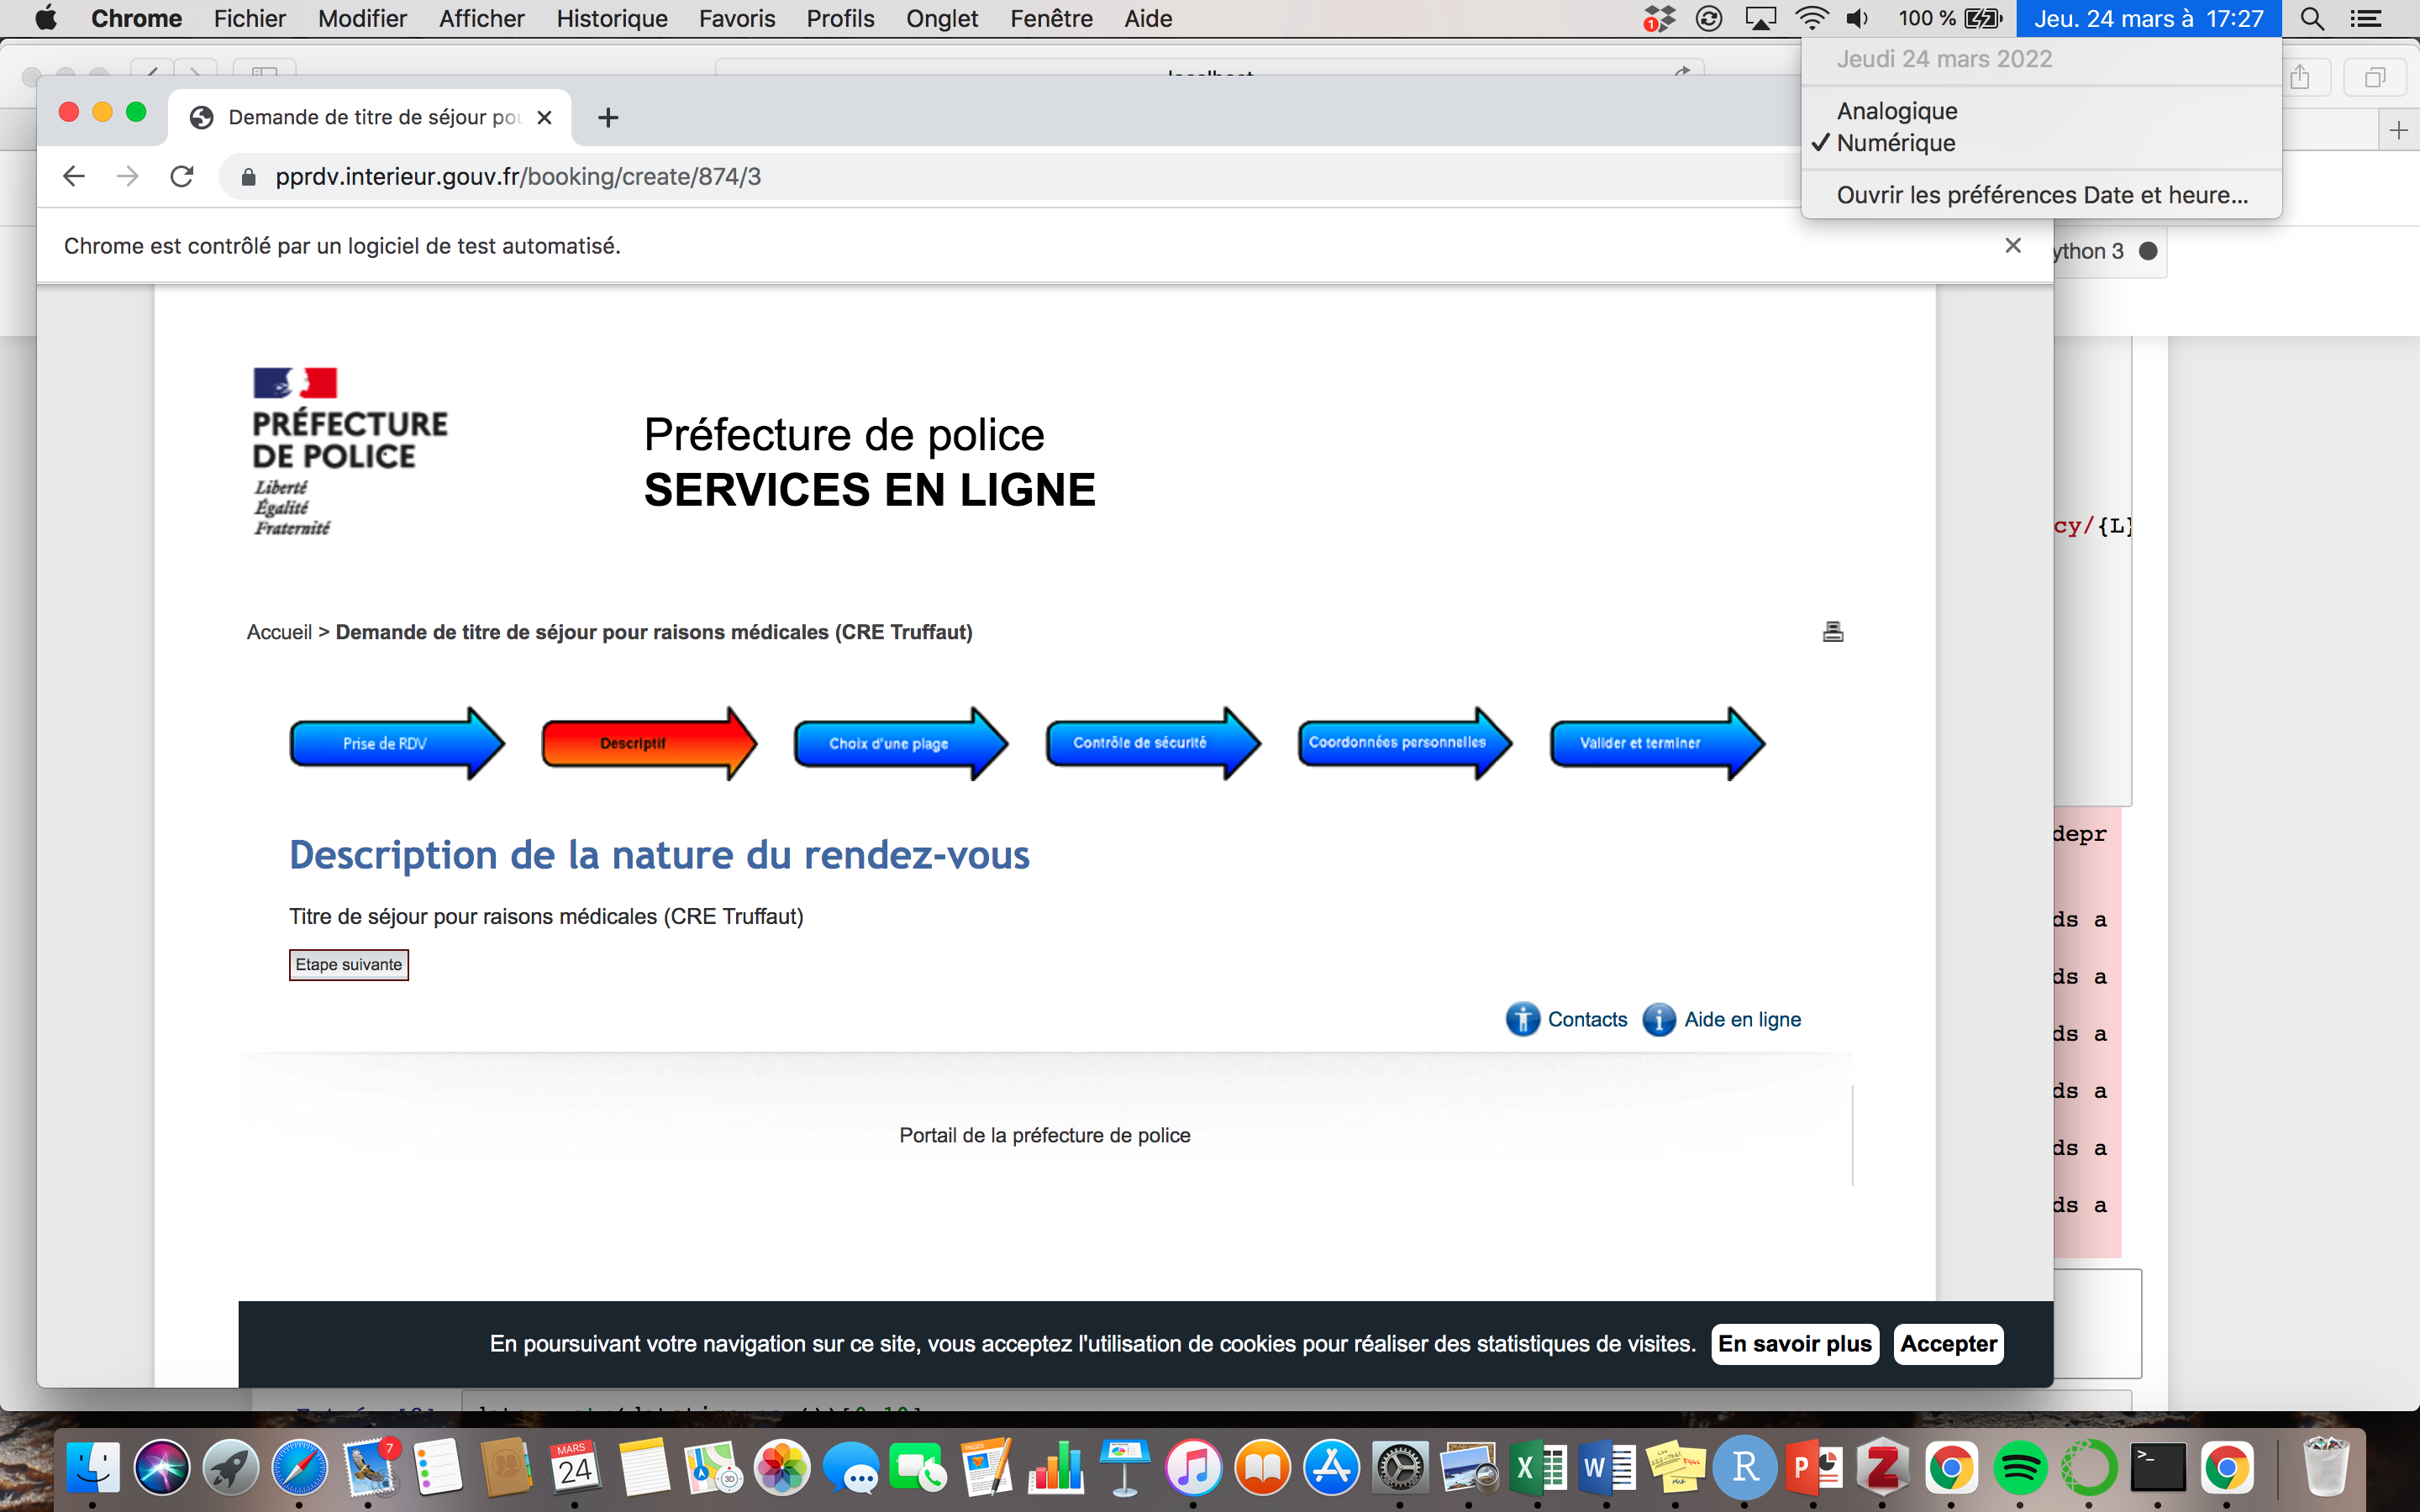 Chrome Fichier Modifier Afficher Historique Favoris Profils Onglet Fenêtre Aide
1
100 %
Jeu. 24 mars à 17:27
Jeudi 24 mars 2022
Analogique
✓ Numérique
Ouvrir les préférences Date et heure...
Demande de titre de séjour pou
pprdv.interieur.gouv.fr/booking/create/874/3
Chrome est contrôlé par un logiciel de test automatisé.
ython 3
PRÉFECTURE
DE POLICE
Liberté
Égalité
Fraternité
Préfecture de police
SERVICES EN LIGNE
cy/{L}
Accueil > Demande de titre de séjour pour raisons médicales (CRE Truffaut)
Prise de RDV
Descriptif
Choix d'une plage
Contrôle de sécurité
Coordonnées personnelles
Valider et terminer
Description de la nature du rendez-vous
Titre de séjour pour raisons médicales (CRE Truffaut)
Etape suivante
depr
ds a
ds a
ds a
ds a
ds a
ds a
Contacts
Aide en ligne
Portail de la préfecture de police
En poursuivant votre navigation sur ce site, vous acceptez l'utilisation de cookies pour réaliser des statistiques de visites.
En savoir plus
Accepter
7
MARS
24
3D
PAGES
X
W
R
P
Z
>_